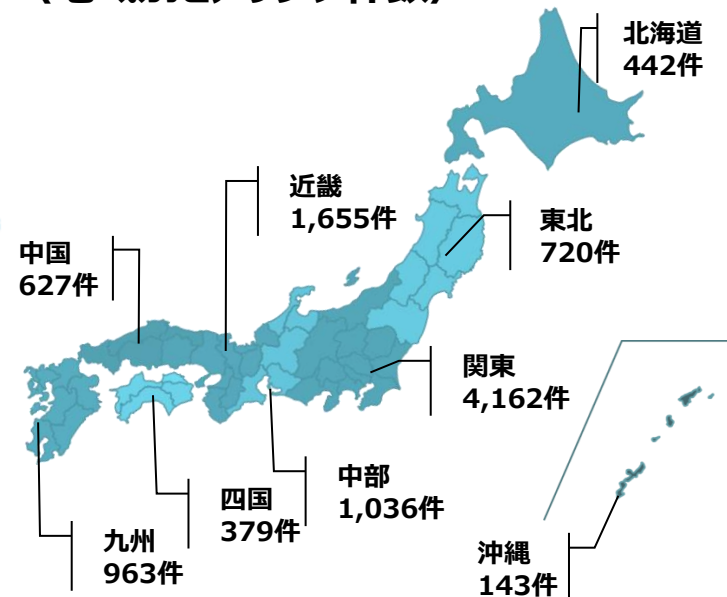 北海道
442件
近畿
1,655件
東北
720件
中国
627件
関東
4,162件
中部
1,036件
四国
379件
九州
963件
沖縄
143件